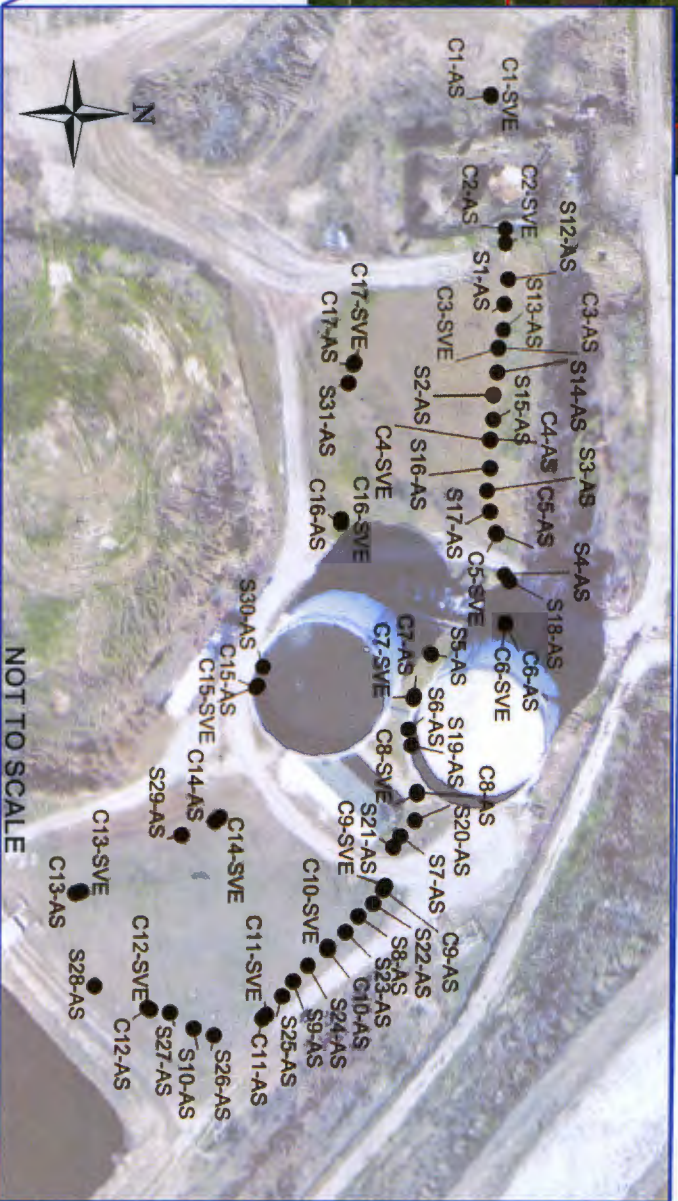 C1-SVE
C1-AS
C2-SVE
C2-AS
S12-AS
S1-AS
S13-AS
C3-AS
C3-SVE
S14-AS
S2-AS
S15-AS
C4-AS
C4-SVE
S16-AS
S3-AS
S17-AS
C5-AS
C5-SVE
S4-AS
S18-AS
C6-AS
C6-SVE
C17-SVE
C17-AS
S31-AS
C16-SVE
C16-AS
S5-AS
C7-AS
C7-SVE
S6-AS
S19-AS
C8-AS
C8-SVE
S20-AS
S7-AS
S21-AS
C9-SVE
C9-AS
S22-AS
S8-AS
S23-AS
C10-SVE
C10-AS
S24-AS
S9-AS
S25-AS
C11-SVE
C11-AS
S30-AS
C15-AS
C15-SVE
C14-AS
C14-SVE
S29-AS
C13-SVE
C13-AS
S28-AS
C12-SVE
C12-AS
S27-AS
S10-AS
S26-AS
N
NOT TO SCALE